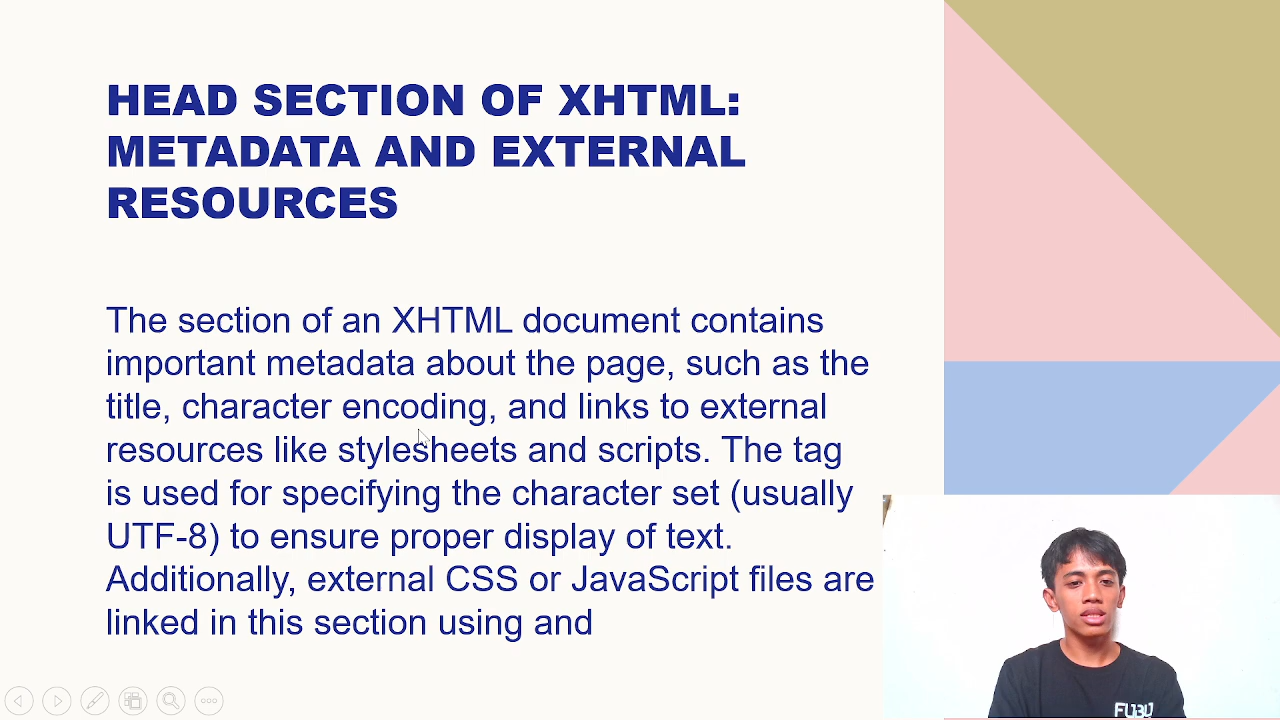 HEAD SECTION OF XHTML:
METADATA AND EXTERNAL
RESOURCES
The section of an XHTML document contains
important metadata about the page, such as the
title, character encoding, and links to external
resources like stylesheets and scripts. The tag
is used for specifying the character set (usually
UTF-8) to ensure proper display of text.
Additionally, external CSS or JavaScript files are
linked in this section using and
FUBU